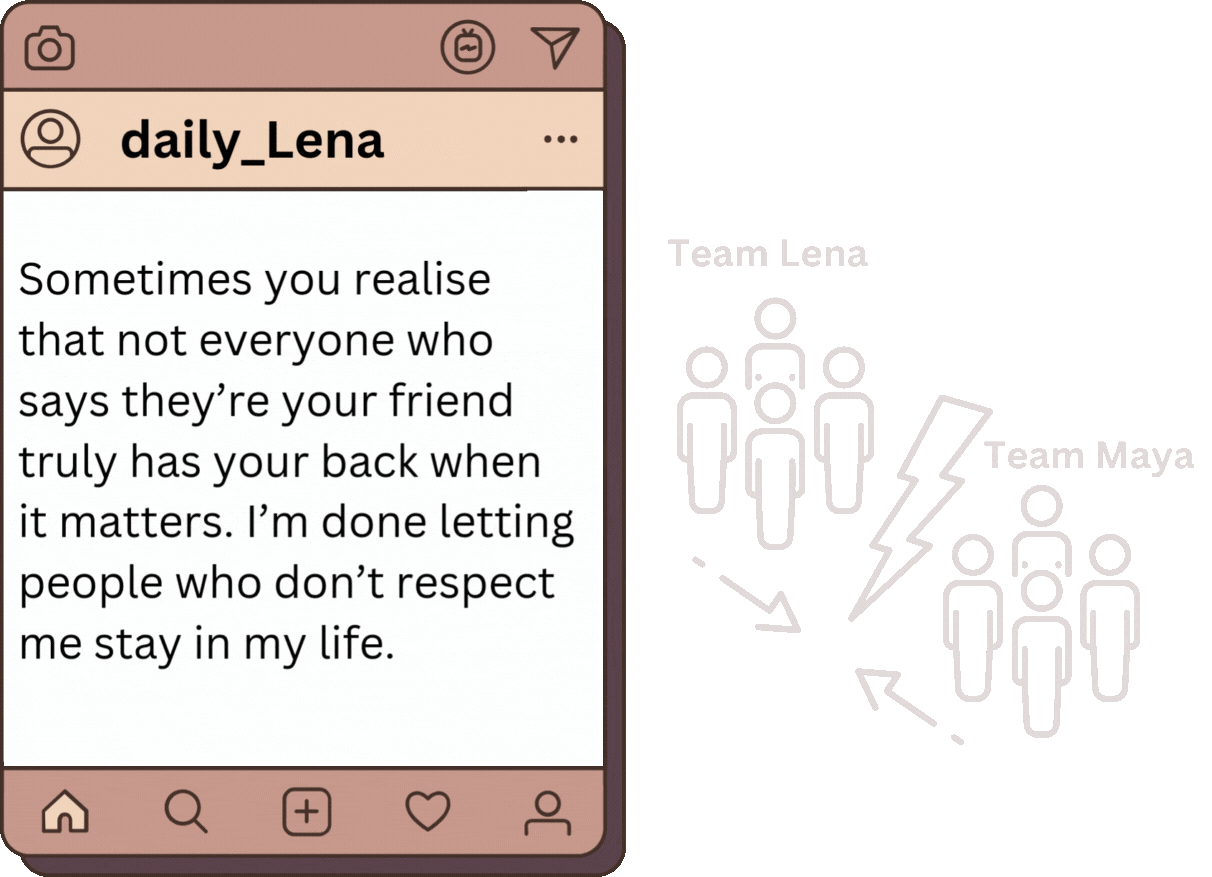 daily_Lena
Sometimes you realise
that not everyone who
says they’re your friend
truly has your back when
it matters. I’m done letting
people who don’t respect
me stay in my life.
Team Lena
Team Maya